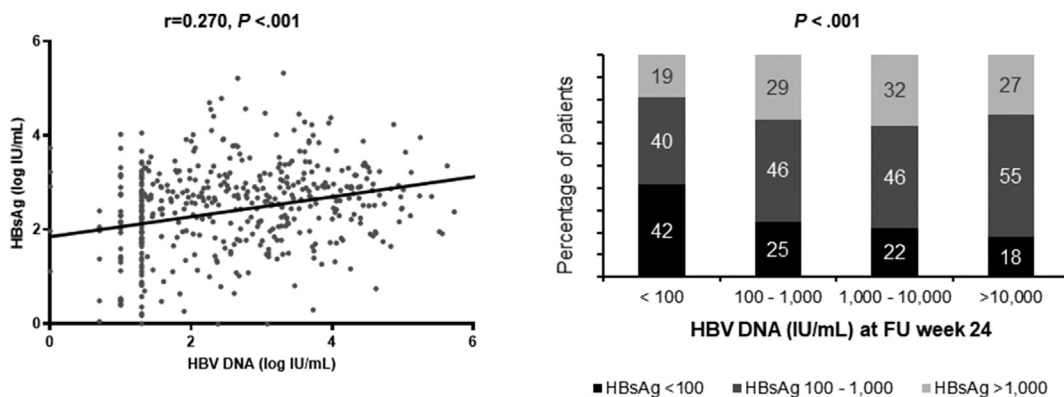 r=0.270, P <.001
HBsAg (log IU/mL)
6
4
2
0
0
2
4
6
HBV DNA (log IU/mL)
P < .001
Percentage of patients
19
29
32
27
40
46
46
55
42
25
22
18
< 100
100 - 1,000
1,000 - 10,000
>10,000
HBV DNA (IU/mL) at FU week 24
HBsAg <100
HBsAg 100 - 1,000
HBsAg >1,000